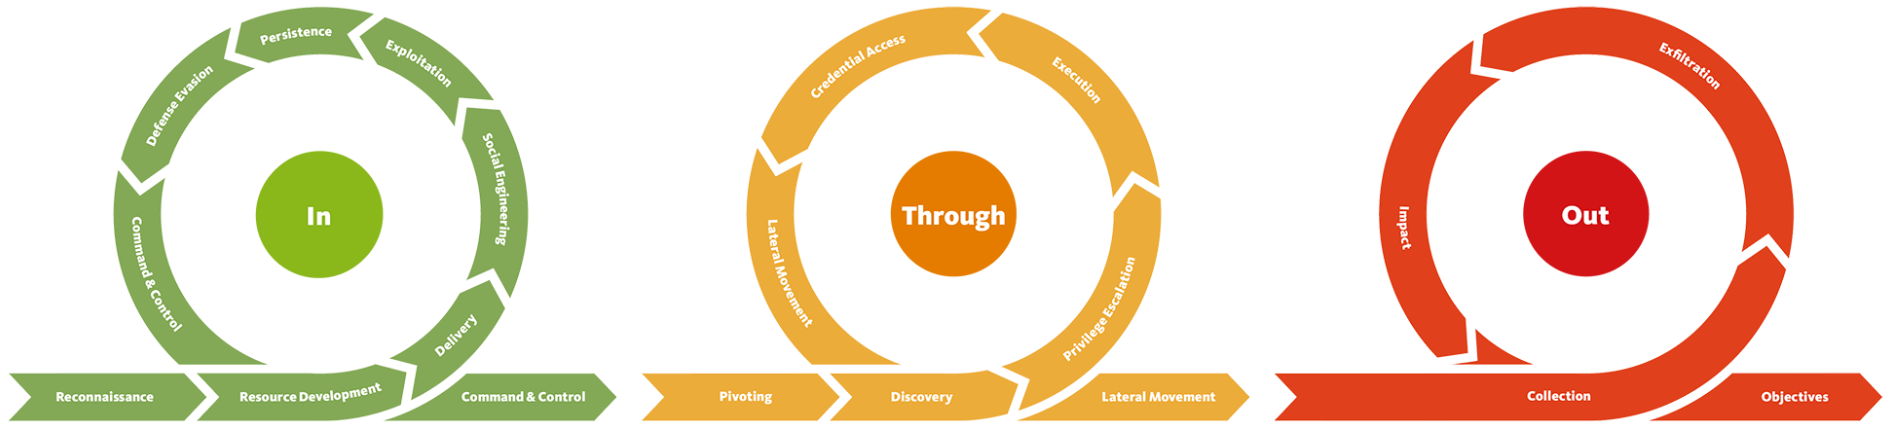 Reconnaissance
Resource Development
Delivery
Social Engineering
Exploitation
Persistence
Defense Evasion
Command & Control
Command & Control
In
Pivoting
Discovery
Privilege Escalation
Execution
Credential Access
Lateral Movement
Lateral Movement
Through
Collection
Exfiltration
Impact
Objectives
Out